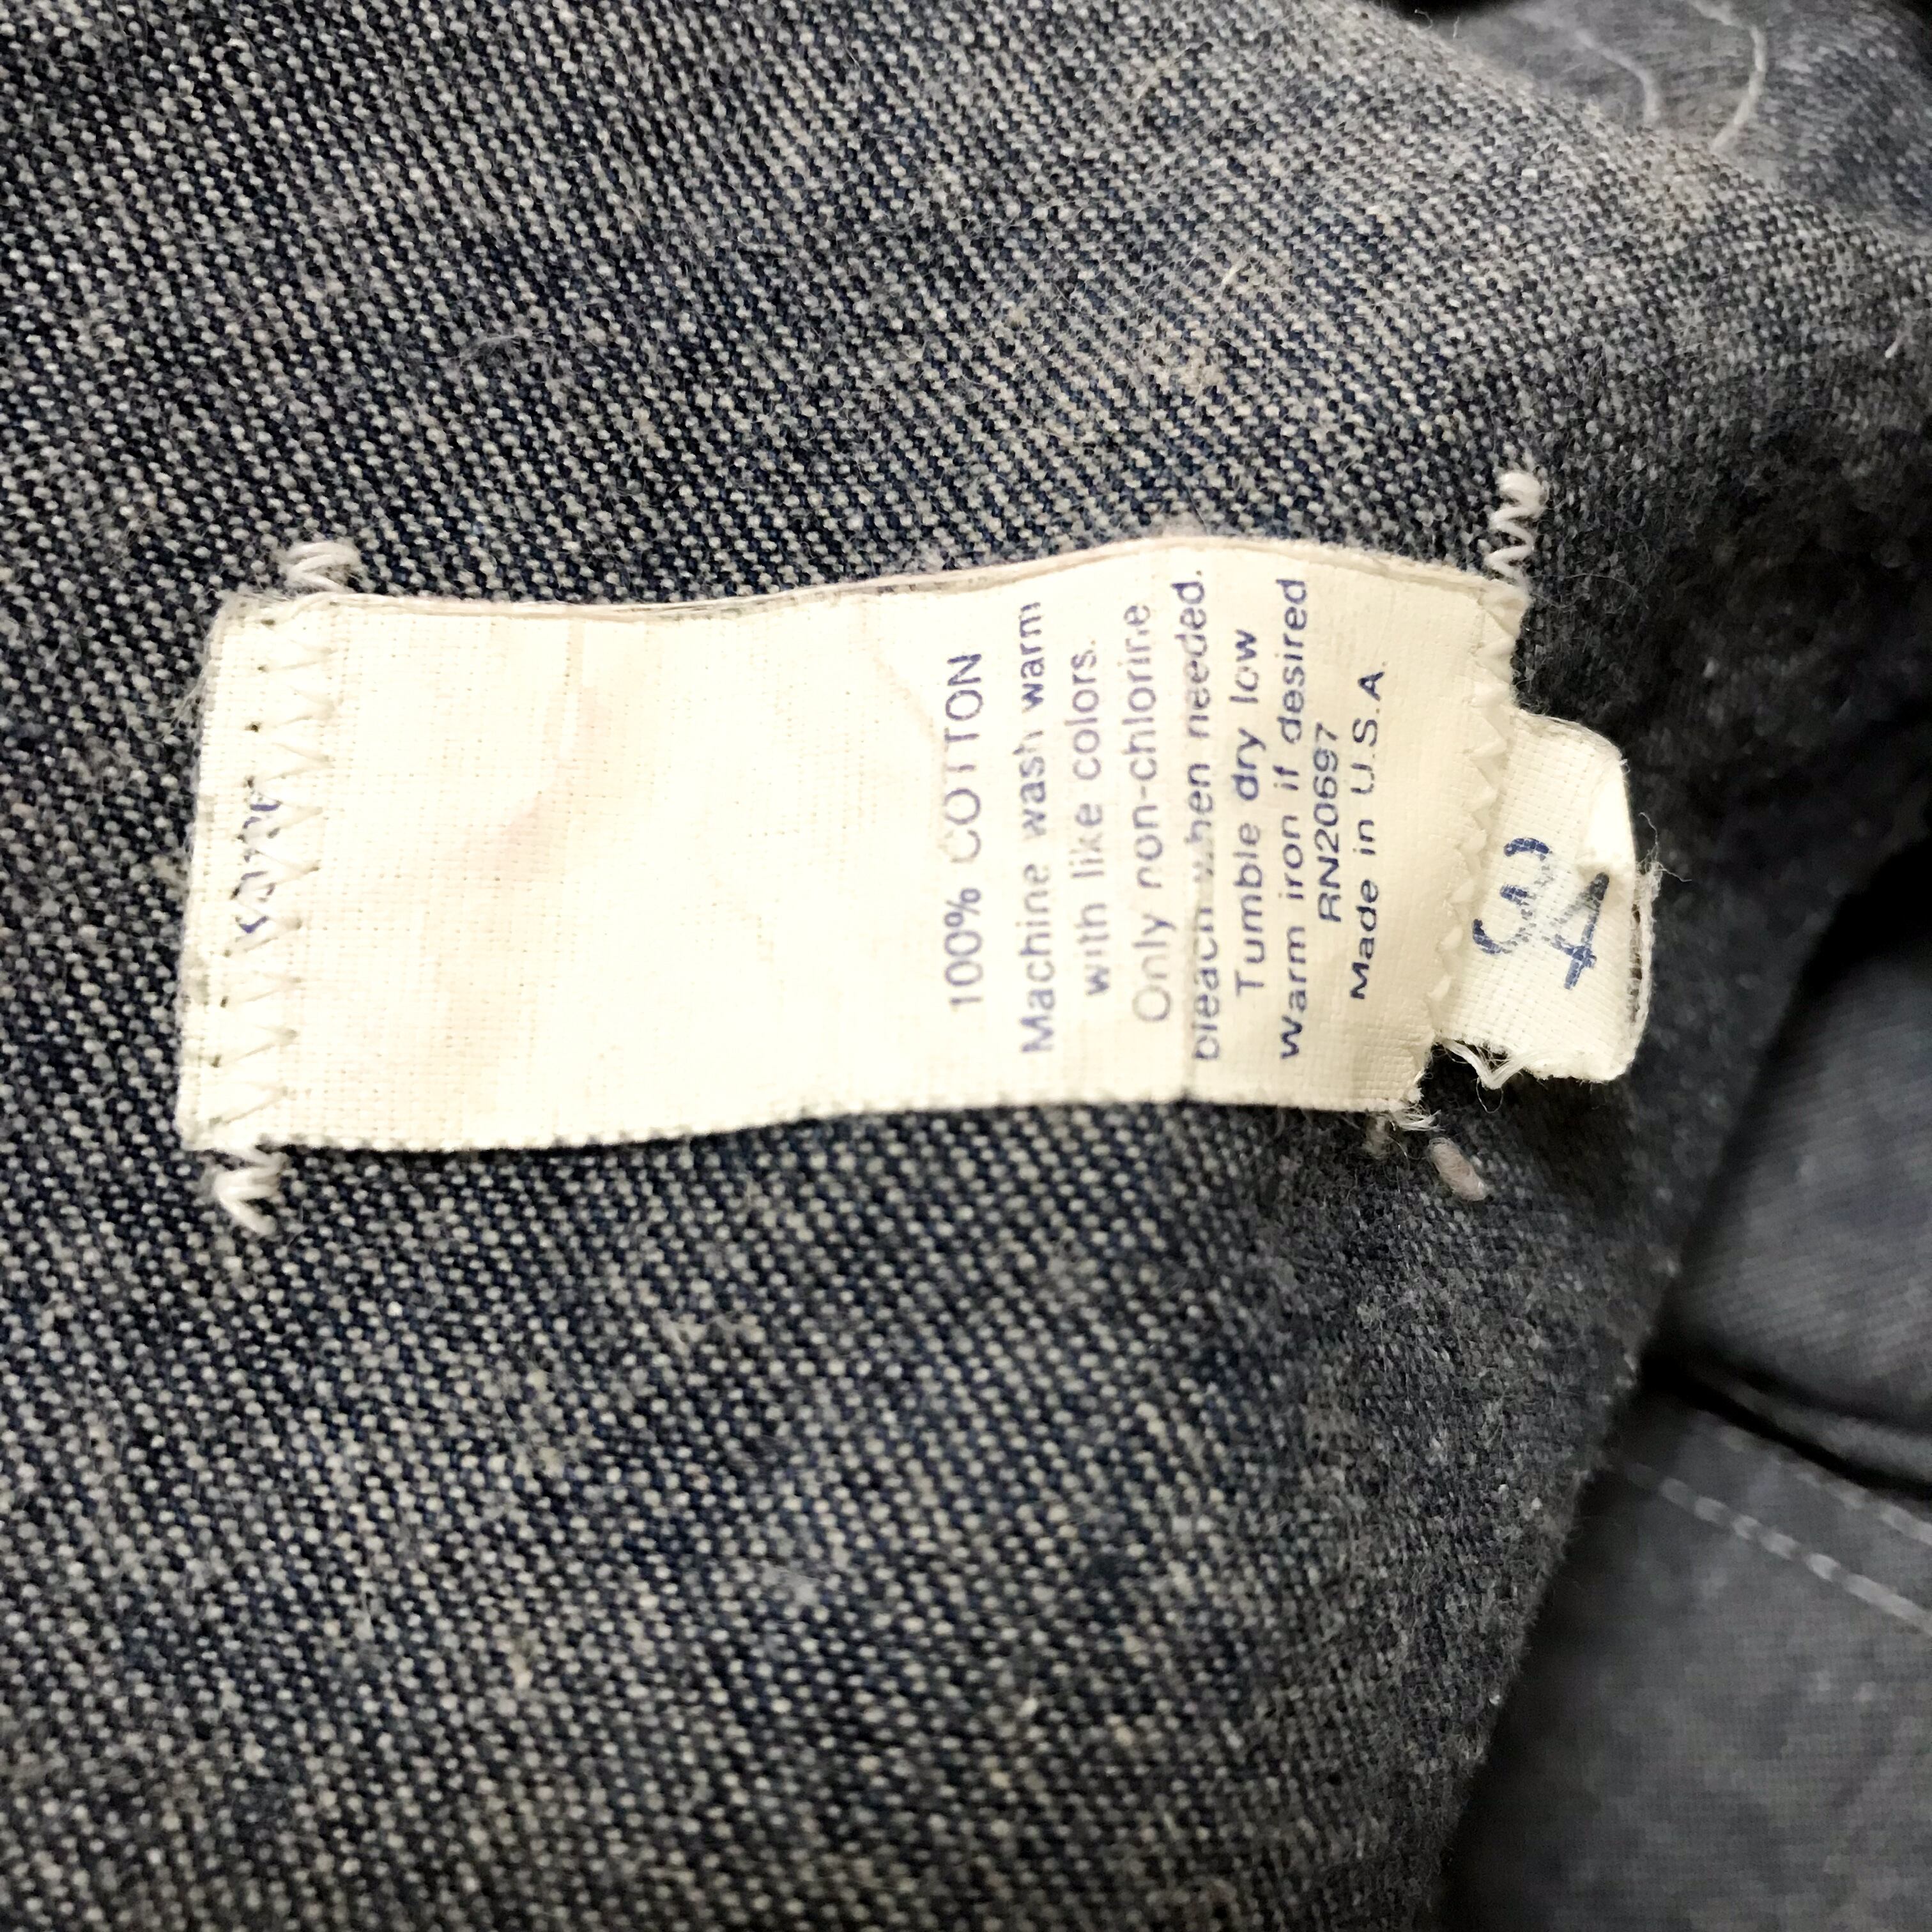 100% COTTON
Machine wash warm
with like colors.
Only non-chlorine
bleach when needed.
Tumble dry low
Warm iron if desired
RN20697
Made in U.S.A.
34